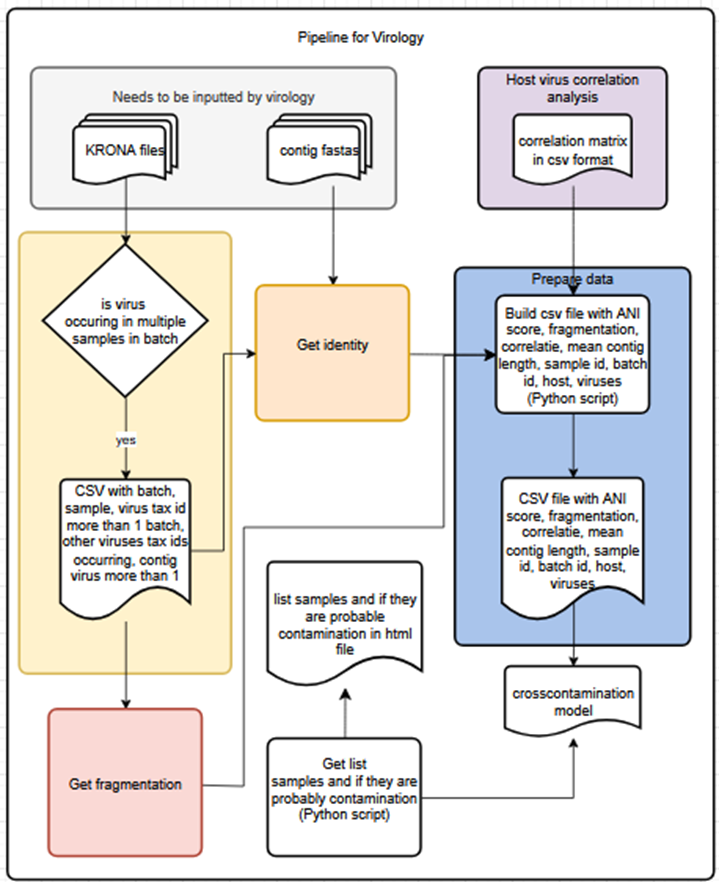 Pipeline for Virology
Needs to be inputted by virology
KRONA files
contig fastas
Host virus correlation
analysis
correlation matrix
in csv format
is virus
occuring in multiple
samples in batch
yes
CSV with batch,
sample, virus tax id
more than 1 batch,
other viruses tax ids
occurring, contig
virus more than 1
Get identity
Prepare data
Build csv file with ANI
score, fragmentation,
correlatie, mean contig
length, sample id, batch
id, host, viruses
(Python script)
CSV file with ANI
score, fragmentation,
correlatie, mean
contig length, sample
id, batch id, host,
viruses
list samples and if they
are probable
contamination in html
file
crosscontamination
model
Get fragmentation
Get list
samples and if they are
probably contamination
(Python script)